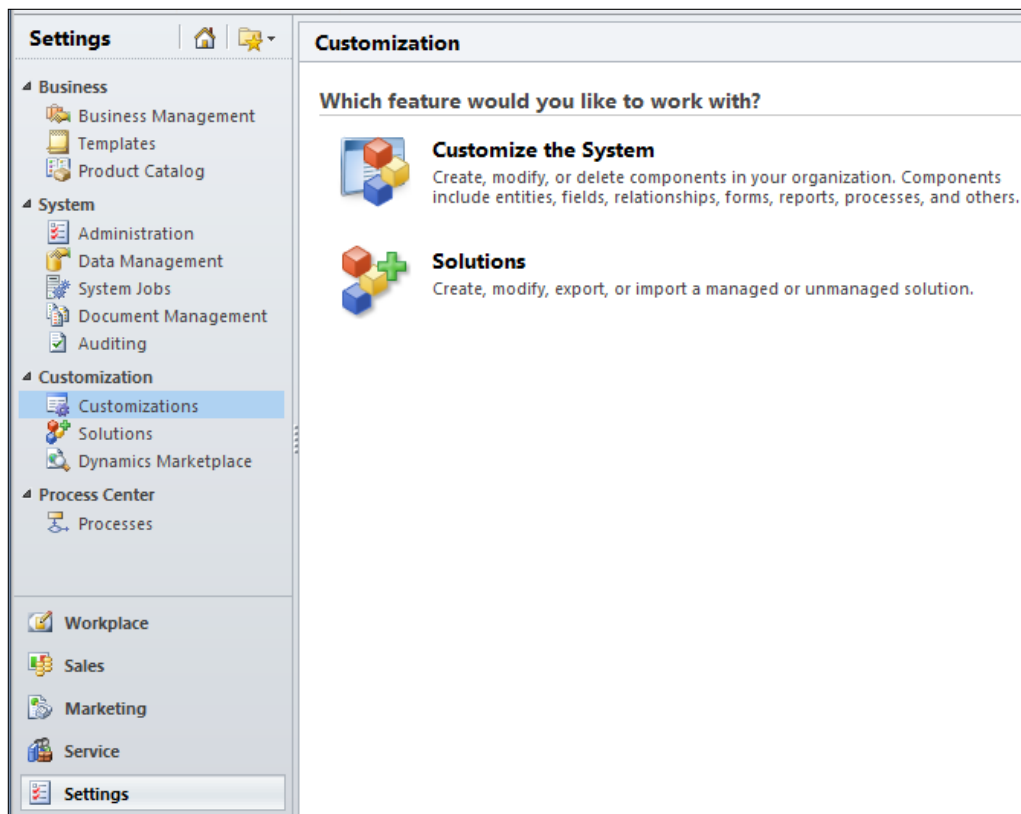 Settings
Business
Business Management
Templates
Product Catalog
System
Administration
Data Management
System Jobs
Document Management
Auditing
Customization
Customizations
Solutions
Dynamics Marketplace
Process Center
Processes
Workplace
Sales
Marketing
Service
Settings
Customization
Which feature would you like to work with?
Customize the System
Create, modify, or delete components in your organization. Components
include entities, fields, relationships, forms, reports, processes, and others.
Solutions
Create, modify, export, or import a managed or unmanaged solution.